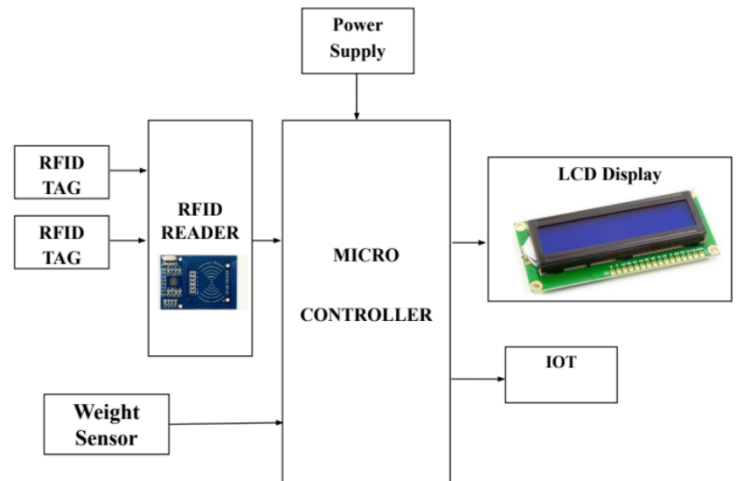 Power
Supply
RFID
TAG
RFID
TAG
RFID
READER
MICRO
CONTROLLER
LCD Display
IOT
Weight
Sensor